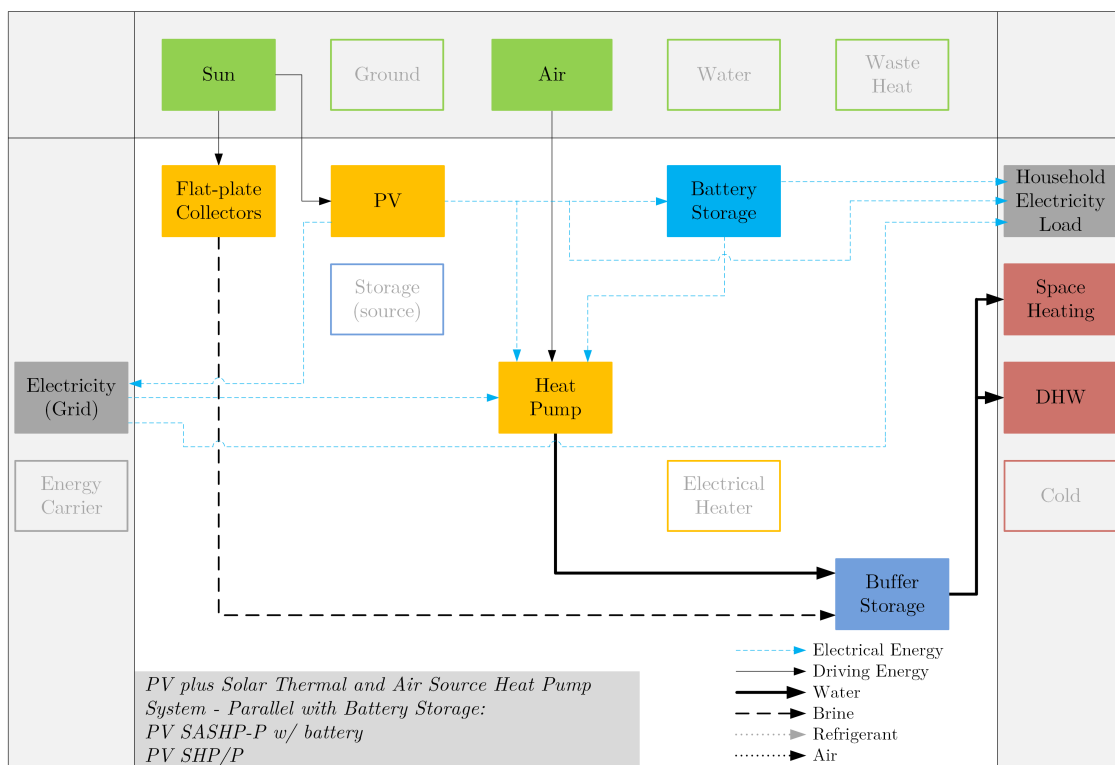 Sun
Ground
Air
Water
Waste
Heat
Flat-plate
Collectors
PV
Battery
Storage
Household
Electricity
Load
Storage
(source)
Space
Heating
Electricity
(Grid)
Heat
Pump
DHW
Energy
Carrier
Electrical
Heater
Cold
Buffer
Storage
Electrical Energy
Driving Energy
Water
Brine
Refrigerant
Air
PV plus Solar Thermal and Air Source Heat Pump
System - Parallel with Battery Storage:
PV SASHP-P w/ battery
PV SHP/P